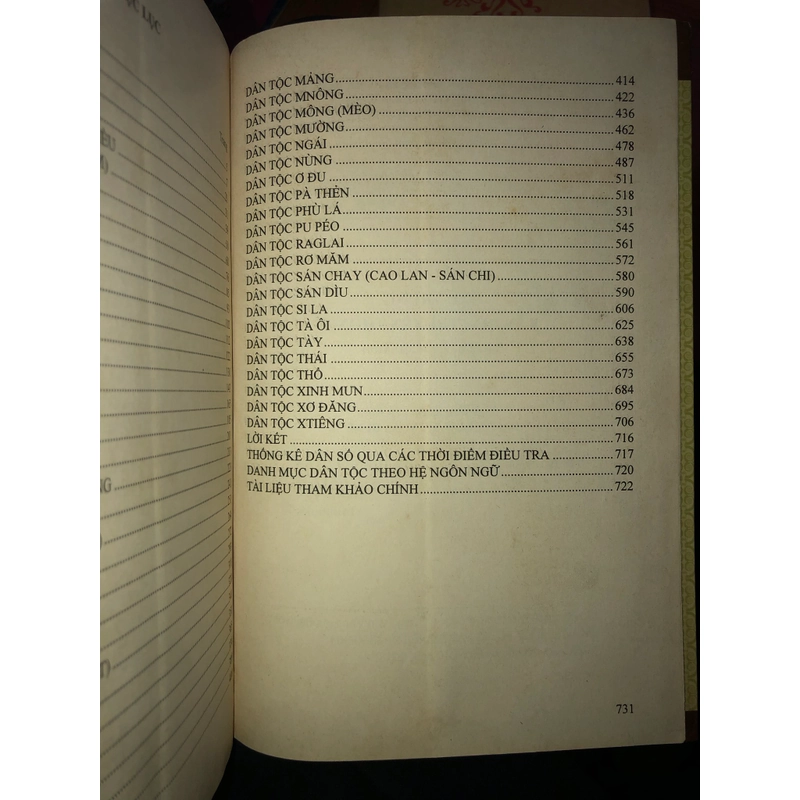 ỤC LỤC
DÂN TỘC MẢNG 414
DÂN TỘC MNÔNG 422
DÂN TỘC MÔNG (MÈO) 436
DÂN TỘC MƯỜNG 462
DÂN TỘC NGÁI 478
DÂN TỘC NÙNG 487
DÂN TỘC Ơ ĐU 511
DÂN TỘC PÀ THẺN 518
DÂN TỘC PHÙ LÁ 531
DÂN TỘC PU PÉO 545
DÂN TỘC RAGLAI 561
DÂN TỘC RƠ MĂM 572
DÂN TỘC SÁN CHAY (CAO LAN - SÁN CHI) 580
DÂN TỘC SÁN DÌU 590
DÂN TỘC SI LA 606
DÂN TỘC TÀ ÔI 625
DÂN TỘC TÀY 638
DÂN TỘC THÁI 655
DÂN TỘC THỔ 673
DÂN TỘC XINH MUN 684
DÂN TỘC XƠ ĐĂNG 695
DÂN TỘC XTIÊNG 706
LỜI KẾT 716
THỐNG KÊ DÂN SỐ QUA CÁC THỜI ĐIỂM ĐIỀU TRA 717
DANH MỤC DÂN TỘC THEO HỆ NGÔN NGỮ 720
TÀI LIỆU THAM KHẢO CHÍNH 722
731